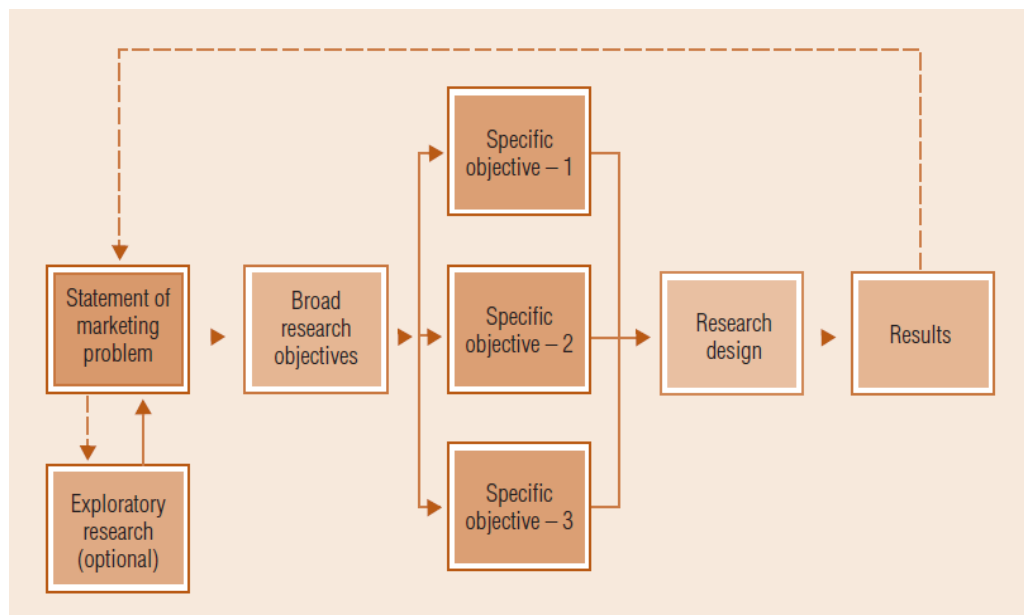 Statement of
marketing
problem
Exploratory
research
(optional)
Broad
research
objectives
Specific
objective – 1
Specific
objective – 2
Specific
objective – 3
Research
design
Results